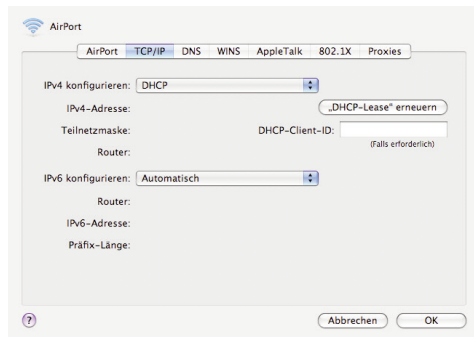 AirPort
AirPort TCP/IP DNS WINS AppleTalk 802.1X Proxies
IPv4 konfigurieren: DHCP
IPv4-Adresse: „DHCP-Lease“ erneuern
Teilnetzmaske: DHCP-Client-ID:
(Falls erforderlich)
Router:
IPv6 konfigurieren: Automatisch
Router:
IPv6-Adresse:
Präfix-Länge:
? Abbrechen OK